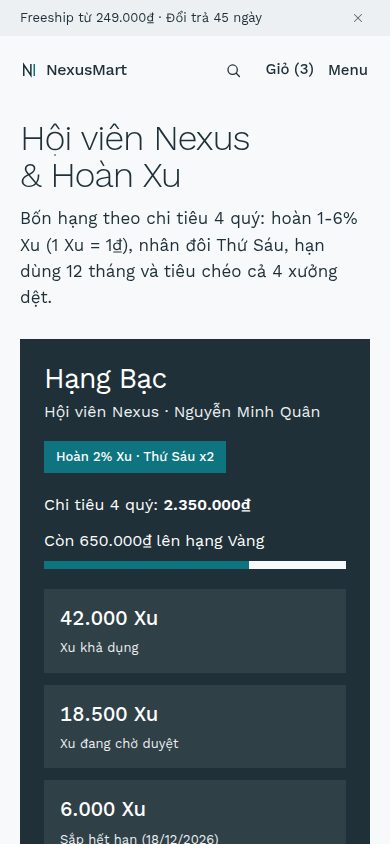 Freeship từ 249.000₫ · Đổi trả 45 ngày
NexusMart
Giỏ (3)
Menu
Hội viên Nexus
& Hoàn Xu
Bốn hạng theo chi tiêu 4 quý: hoàn 1-6%
Xu (1 Xu = 1₫), nhân đôi Thứ Sáu, hạn
dùng 12 tháng và tiêu chéo cả 4 xưởng
dệt.
Hạng Bạc
Hội viên Nexus · Nguyễn Minh Quân
Hoàn 2% Xu · Thứ Sáu x2
Chi tiêu 4 quý: 2.350.000₫
Còn 650.000₫ lên hạng Vàng
42.000 Xu
Xu khả dụng
18.500 Xu
Xu đang chờ duyệt
6.000 Xu
Sắp hết hạn (18/12/2026)